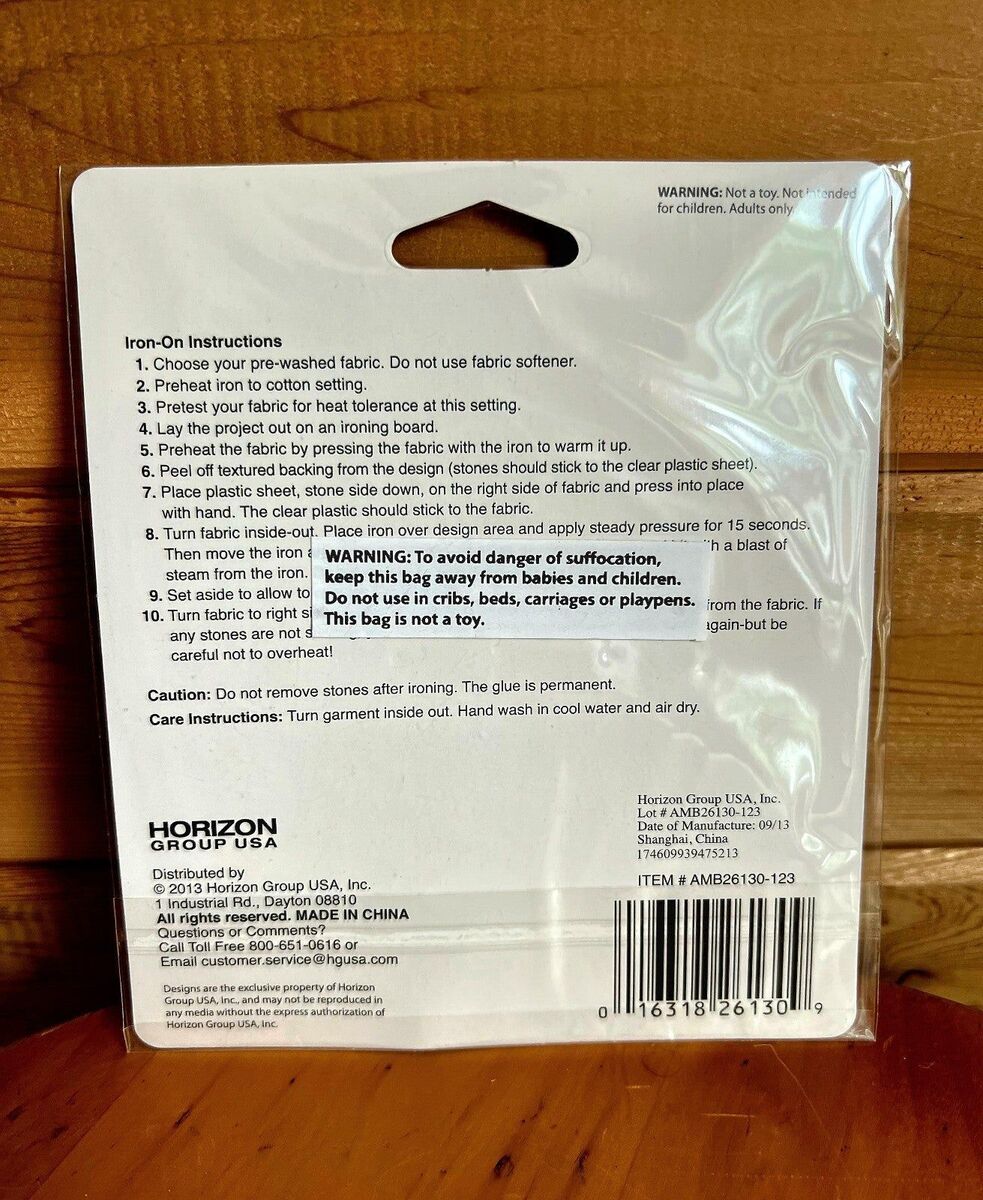 WARNING: Not a toy. Not intended
for children. Adults only.
Iron-On Instructions
1. Choose your pre-washed fabric. Do not use fabric softener.
2. Preheat iron to cotton setting.
3. Pretest your fabric for heat tolerance at this setting.
4. Lay the project out on an ironing board.
5. Preheat the fabric by pressing the fabric with the iron to warm it up.
6. Peel off textured backing from the design (stones should stick to the clear plastic sheet).
7. Place plastic sheet, stone side down, on the right side of fabric and press into place
with hand. The clear plastic should stick to the fabric.
8. Turn fabric inside-out. Place iron over design area and apply steady pressure for 15 seconds.
Then move the iron a blast of
steam from the iron.
9. Set aside to allow to from the fabric. If
10. Turn fabric to right again-but be
any stones are not
careful not to overheat!
WARNING: To avoid danger of suffocation,
keep this bag away from babies and children.
Do not use in cribs, beds, carriages or playpens.
This bag is not a toy.
Caution: Do not remove stones after ironing. The glue is permanent.
Care Instructions: Turn garment inside out. Hand wash in cool water and air dry.
HORIZON
GROUP USA
Distributed by
© 2013 Horizon Group USA, Inc.
1 Industrial Rd., Dayton 08810
All rights reserved. MADE IN CHINA
Questions or Comments?
Call Toll Free 800-651-0616 or
Email customer.service@hgusa.com
Designs are the exclusive property of Horizon
Group USA, Inc., and may not be reproduced in
any media without the express authorization of
Horizon Group USA, Inc.
Horizon Group USA, Inc.
Lot # AMB26130-123
Date of Manufacture: 09/13
Shanghai, China
174609939475213
ITEM # AMB26130-123
0 16318 26130 9